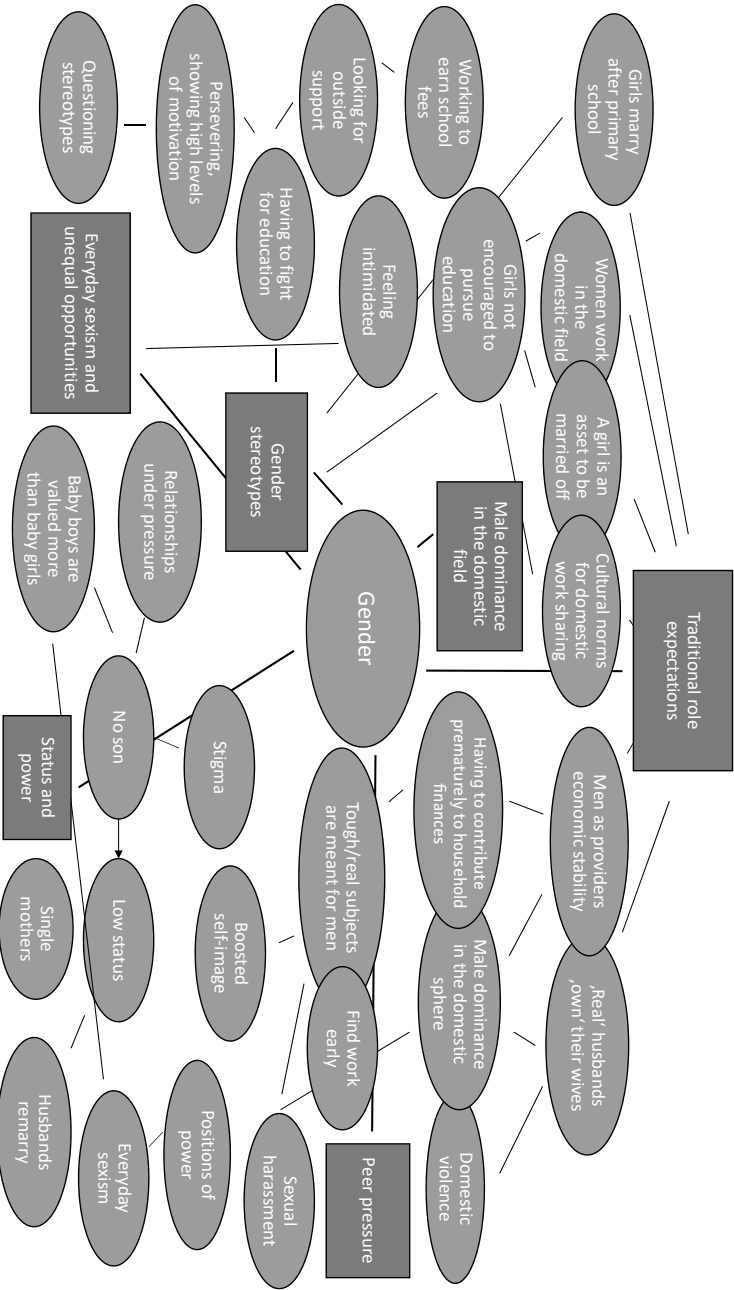 Traditional role
expectations
Girls marry
after primary
school
Women work
in the
domestic field
A girl is an
asset to be
married off
Cultural norms
for domestic
work sharing
Men as providers
economic stability
‚Real‘ husbands
‚own‘ their wives
Working to
earn school
fees
Girls not
encouraged to
pursue
education
Male dominance
in the domestic
field
Having to contribute
prematurely to household
finances
Male dominance
in the domestic
sphere
Domestic
violence
Looking for
outside
support
Feeling
intimidated
Gender
Tough/real subjects
are meant for men
Find work
early
Peer pressure
Persevering,
showing high levels
of motivation
Having to fight
for education
Gender
stereotypes
Stigma
Boosted
self-image
Sexual
harassment
Questioning
stereotypes
Everyday sexism and
unequal opportunities
Relationships
under pressure
Baby boys are
valued more
than baby girls
No son
Low status
Positions of
power
Everyday
sexism
Status and
power
Single
mothers
Husbands
remarry